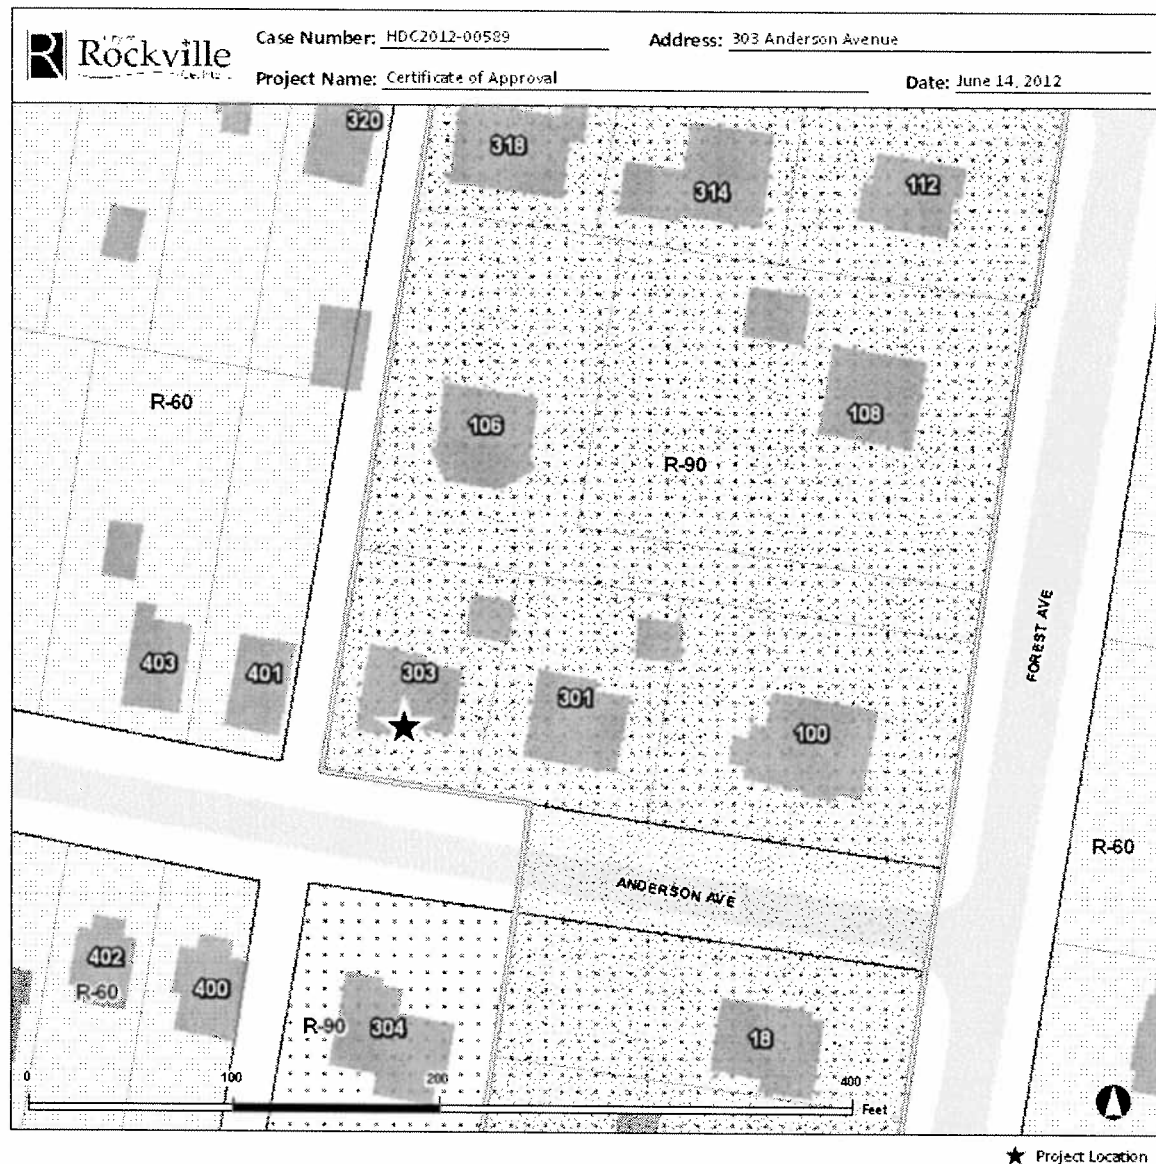 City of
Rockville
Case Number: HDC2012-00589
Address: 303 Anderson Avenue
Project Name: Certificate of Approval
Date: June 14, 2012
320
318
314
112
R-60
106
108
R-90
FOREST AVE
403
401
303
301
100
R-60
ANDERSON AVE
402
R-60
400
R-90
304
18
0
100
200
400
Feet
Project Location